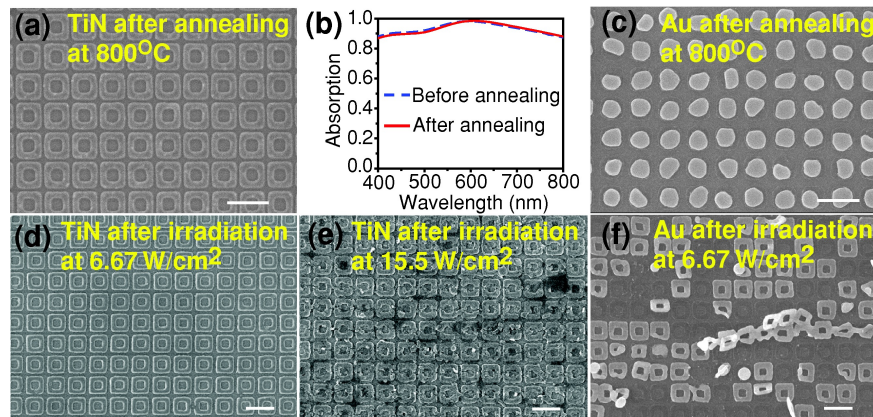 (a) TiN after annealing
at 800°C
(b)
1.0
0.8
0.6
0.4
0.2
0.0
Absorption
Before annealing
After annealing
400 500 600 700 800
Wavelength (nm)
(c) Au after annealing
at 800°C
(d) TiN after irradiation
at 6.67 W/cm²
(e) TiN after irradiation
at 15.5 W/cm²
(f) Au after irradiation
at 6.67 W/cm²